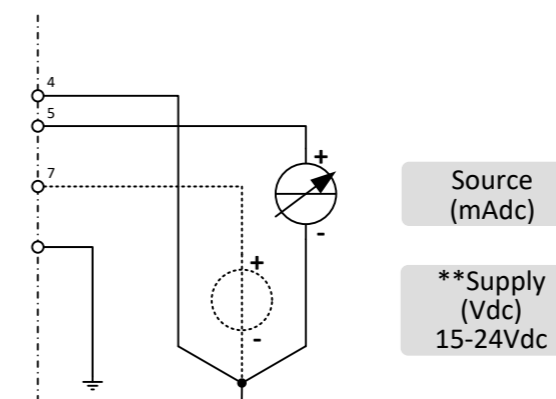 4
5
7
+
-
+
-
Source
(mAdc)
**Supply
(Vdc)
15-24Vdc